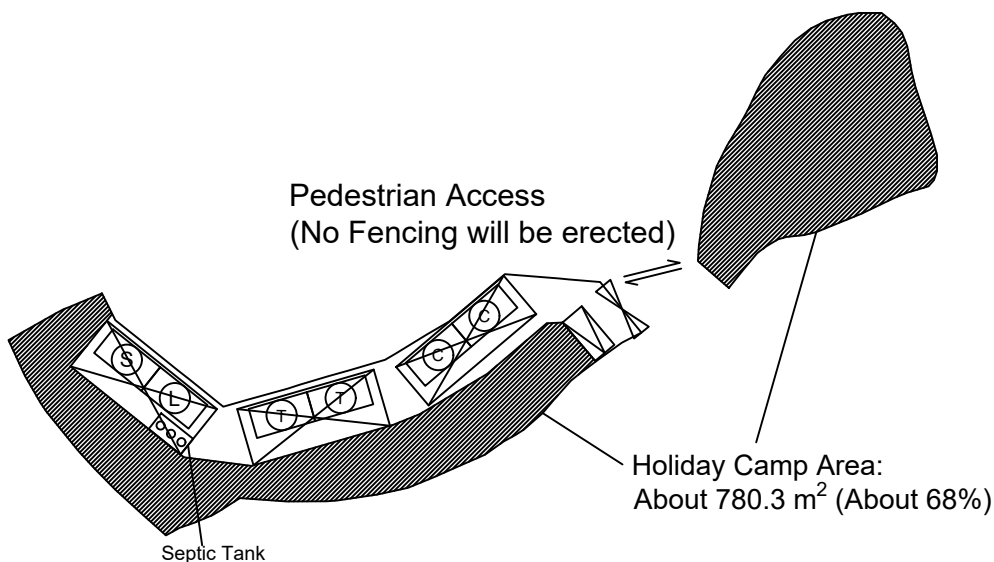 Pedestrian Access
(No Fencing will be erected)
C
C
S
L
T
T
Holiday Camp Area:
About 780.3 m² (About 68%)
Septic Tank